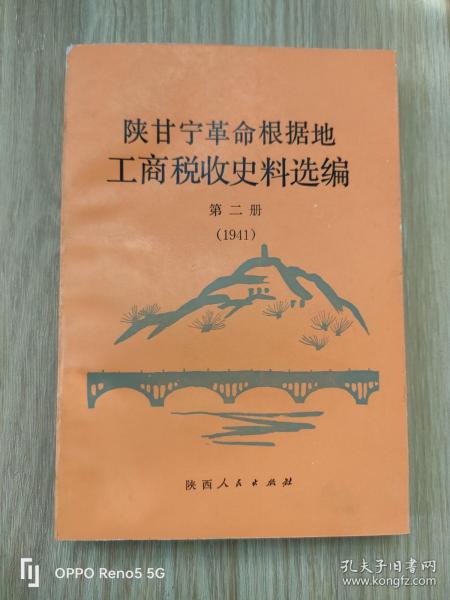 陕甘宁革命根据地
工商税收史料选编
第二册
(1941)
陕西人民出版社
OPPO Reno5 5G
孔夫子旧书网
www.kongfz.com